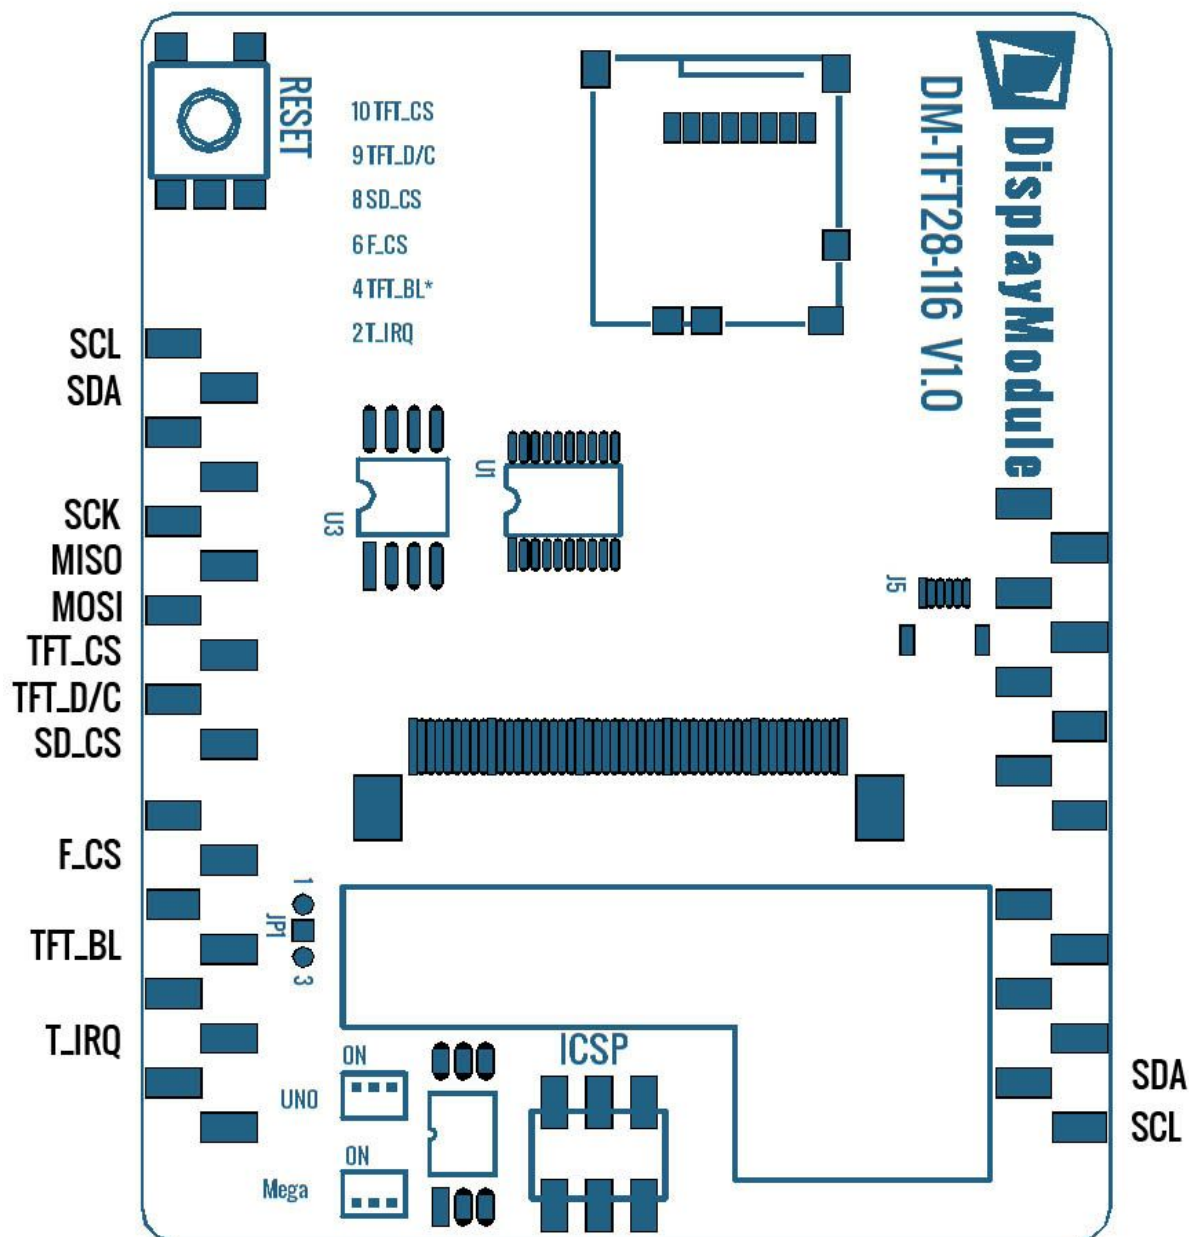 RESET
10 TFT_CS
9 TFT_D/C
8 SD_CS
6 F_CS
4 TFT_BL*
2 T_IRQ
DM-TFT28-116 V1.0
DisplayModule
SCL
SDA
SCK
MISO
MOSI
TFT_CS
TFT_D/C
SD_CS
F_CS
TFT_BL
T_IRQ
U3
U1
J5
1
JP1
3
ICSP
ON
UNO
ON
Mega
SDA
SCL